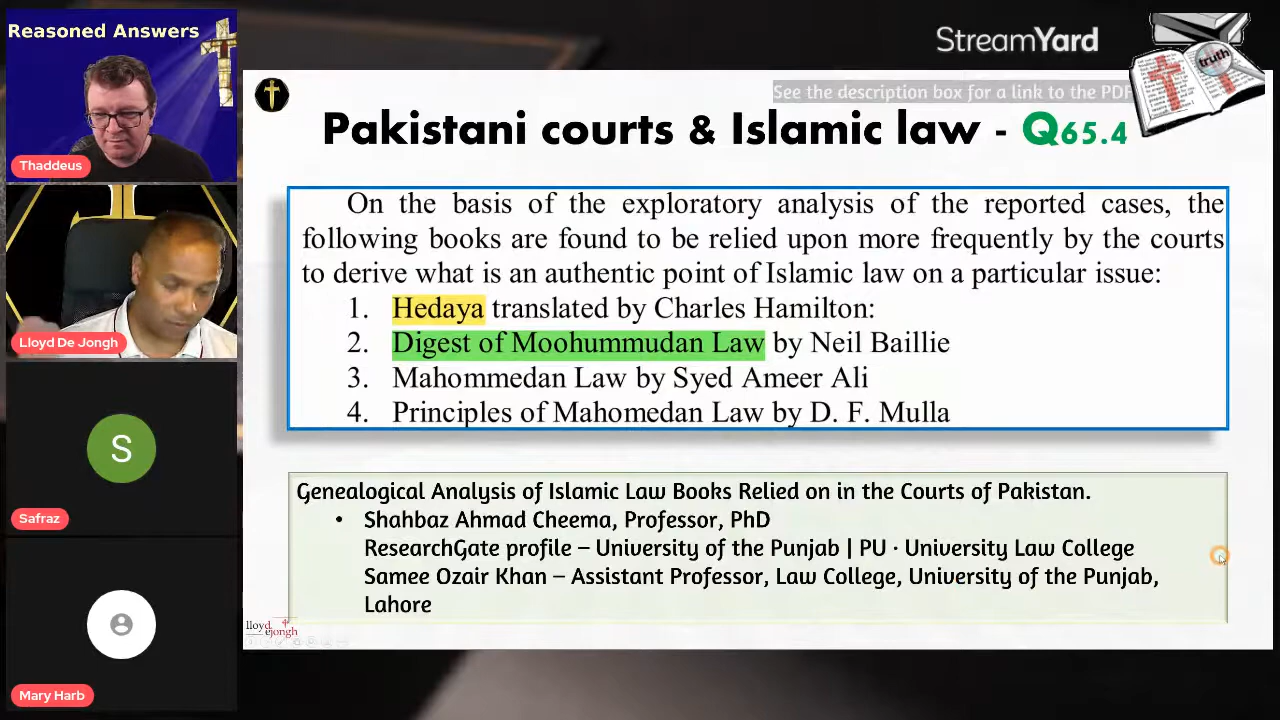 Reasoned Answers
Thaddeus
Lloyd De Jongh
S
Safraz
Mary Harb
StreamYard
truth
See the description box for a link to the PDF
Pakistani courts & Islamic law - Q65.4
On the basis of the exploratory analysis of the reported cases, the
following books are found to be relied upon more frequently by the courts
to derive what is an authentic point of Islamic law on a particular issue:
1. Hedaya translated by Charles Hamilton:
2. Digest of Moohummudan Law by Neil Baillie
3. Mahommedan Law by Syed Ameer Ali
4. Principles of Mahomedan Law by D. F. Mulla
Genealogical Analysis of Islamic Law Books Relied on in the Courts of Pakistan.
• Shahbaz Ahmad Cheema, Professor, PhD
ResearchGate profile – University of the Punjab | PU · University Law College
Samee Ozair Khan – Assistant Professor, Law College, University of the Punjab,
Lahore
lloyd
dejongh